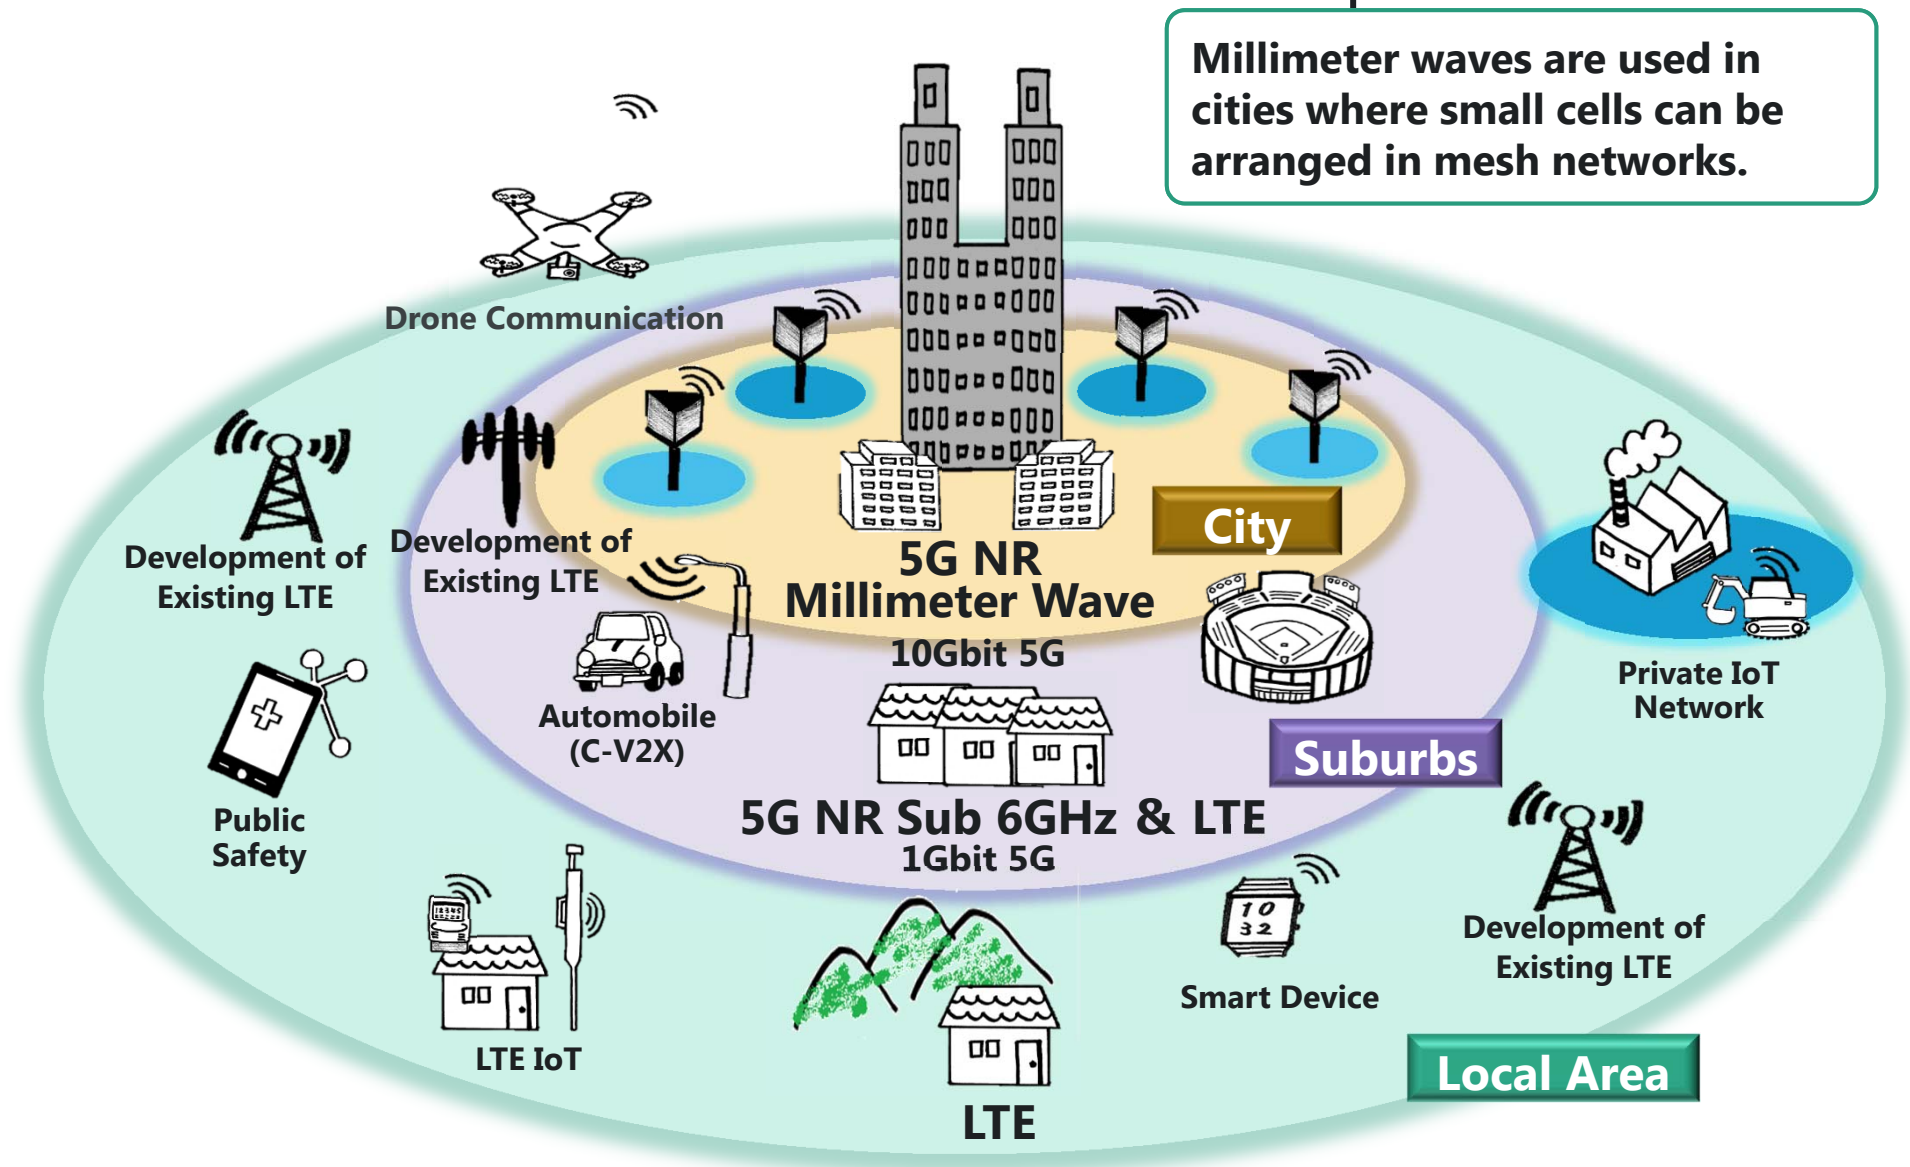 Millimeter waves are used in
cities where small cells can be
arranged in mesh networks.
Drone Communication
Development of
Existing LTE
Development of
Existing LTE
City
5G NR
Millimeter Wave
10Gbit 5G
Automobile
(C-V2X)
Private IoT
Network
Suburbs
Public
Safety
5G NR Sub 6GHz & LTE
1Gbit 5G
12345
10
32
Smart Device
Development of
Existing LTE
LTE IoT
Local Area
LTE